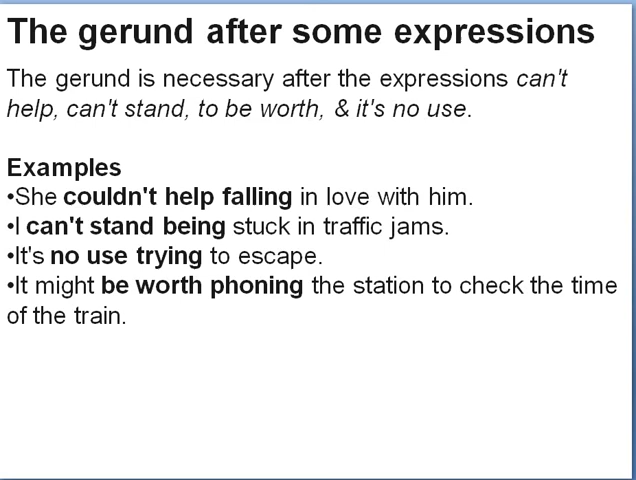 The gerund after some expressions
The gerund is necessary after the expressions can't
help, can't stand, to be worth, & it's no use.
Examples
•She couldn't help falling in love with him.
•I can't stand being stuck in traffic jams.
•It's no use trying to escape.
•It might be worth phoning the station to check the time
of the train.